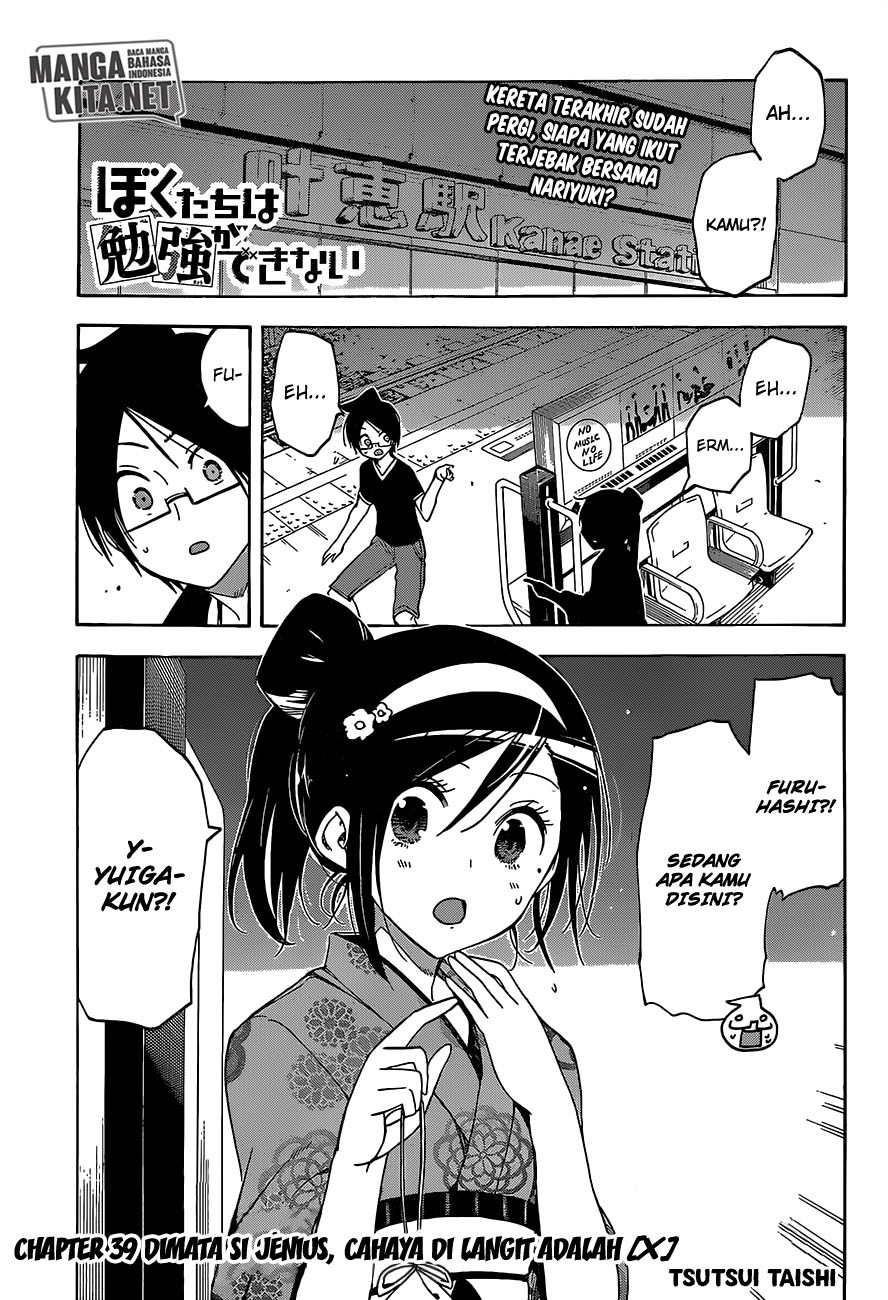 MANGA
KITA.NET
BACA MANGA
BAHASA
INDONESIA
AH...
KAMU?!
KERETA TERAKHIR SUDAH
PERGI, SIAPA YANG IKUT
TERJEBAK BERSAMA
NARIYUKI?
ぼくたちは
勉強が
できない
叶恵駅
Kanae Stati
EH...
ERM...
NO
MUSIC
NO
LIFE
EH...
FU-
FURU-
HASHI?!
SEDANG
APA KAMU
DISINI?
Y-
YUIGA-
KUN?!
CHAPTER 39 DIMATA SI JENIUS, CAHAYA DI LANGIT ADALAH [X]
TSUTSUI TAISHI